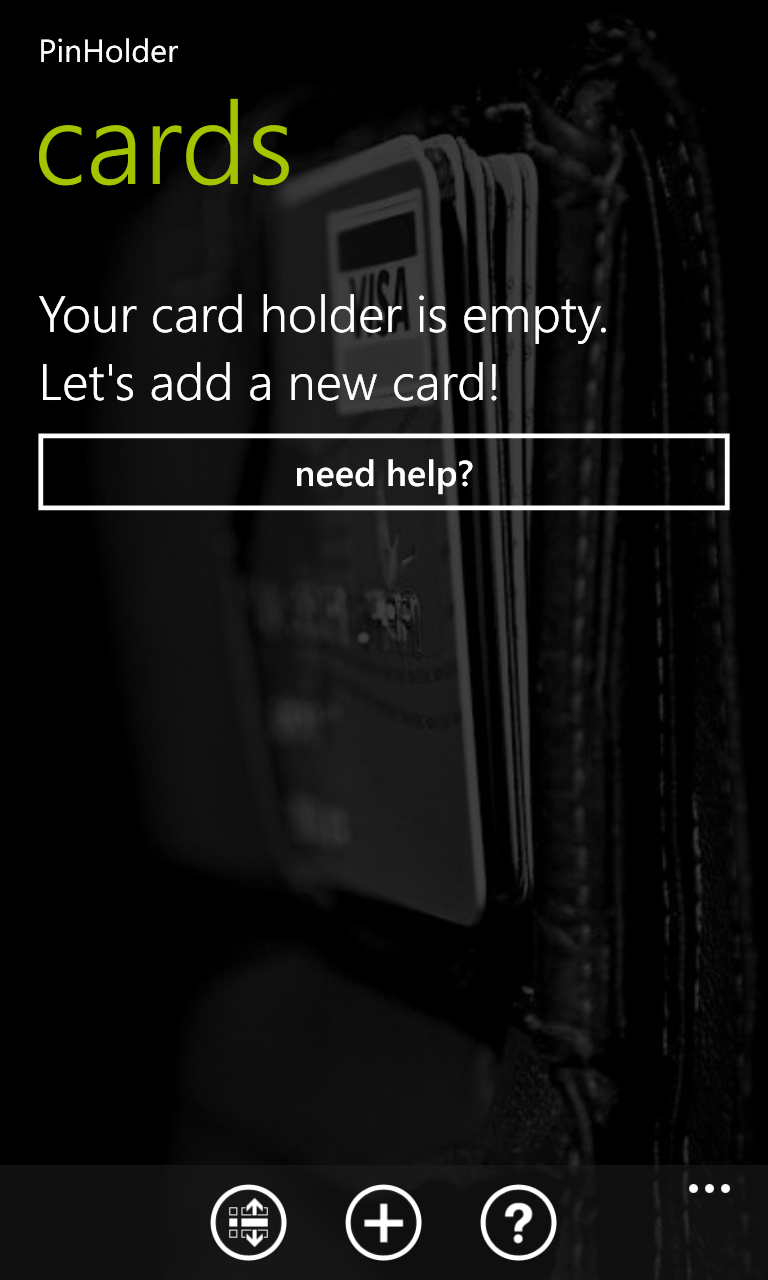 PinHolder
cards
VISA
Your card holder is empty.
Let's add a new card!
need help?